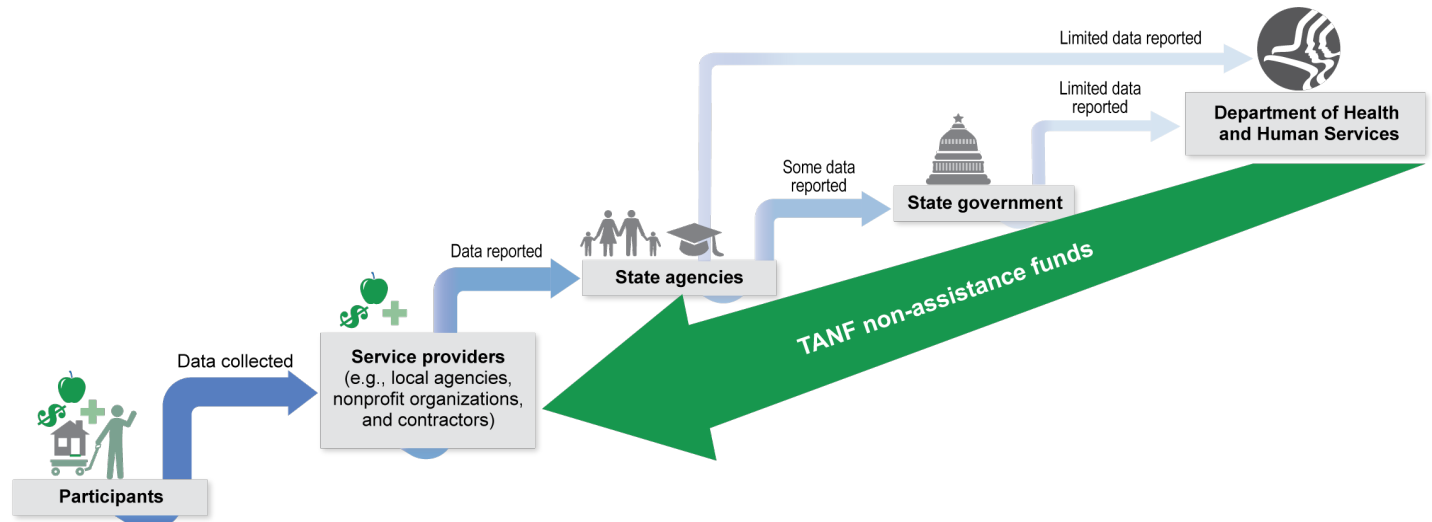 Limited data reported
Limited data
reported
Department of Health
and Human Services
Some data
reported
State government
Data reported
State agencies
TANF non-assistance funds
Data collected
Service providers
(e.g., local agencies,
nonprofit organizations,
and contractors)
Participants